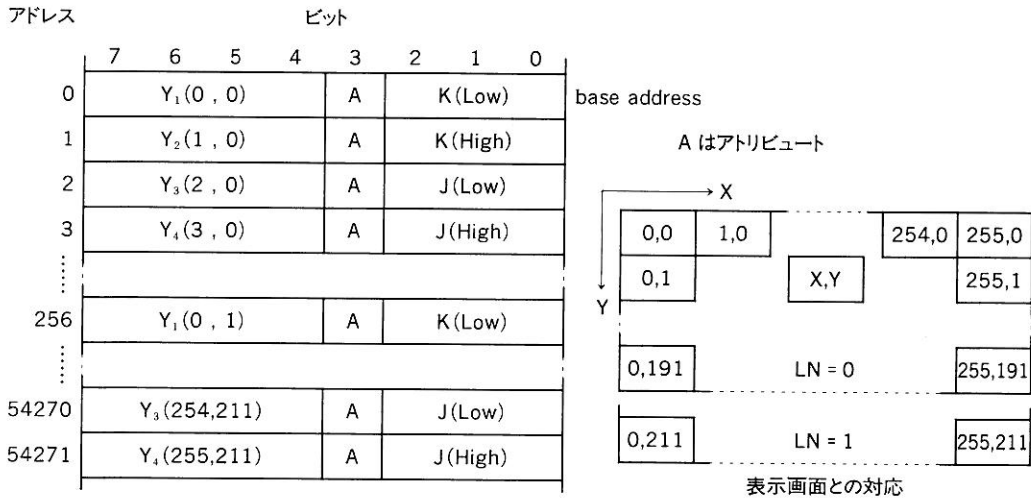 アドレス ビット
7 6 5 4 3 2 1 0
0 Y₁(0 , 0) A K(Low) base address
1 Y₂(1 , 0) A K(High)
A はアトリビュート
2 Y₃(2 , 0) A J(Low)
3 Y₄(3 , 0) A J(High)
256 Y₁(0 , 1) A K(Low)
54270 Y₃(254,211) A J(Low)
54271 Y₄(255,211) A J(High)
X
Y
0,0 1,0 254,0 255,0
0,1 X,Y 255,1
0,191 LN = 0 255,191
0,211 LN = 1 255,211
表示画面との対応